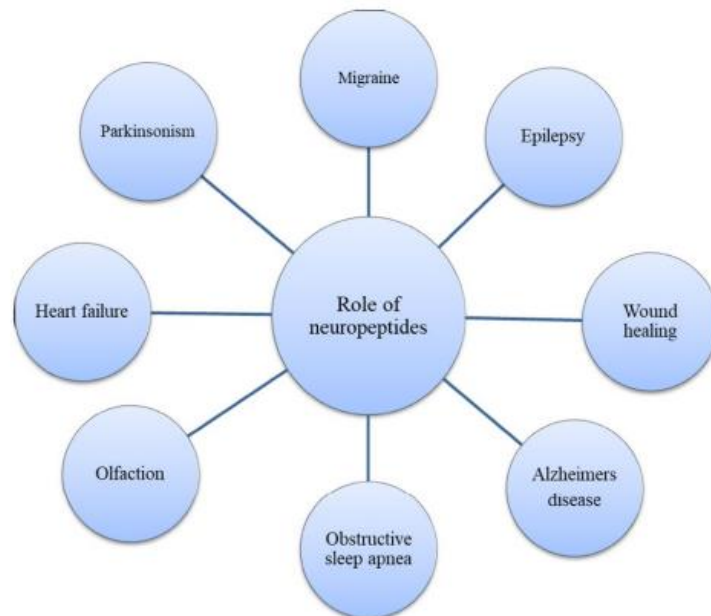 Migraine
Parkinsonism
Epilepsy
Heart failure
Role of
neuropeptides
Wound
healing
Olfaction
Alzheimers
disease
Obstructive
sleep apnea